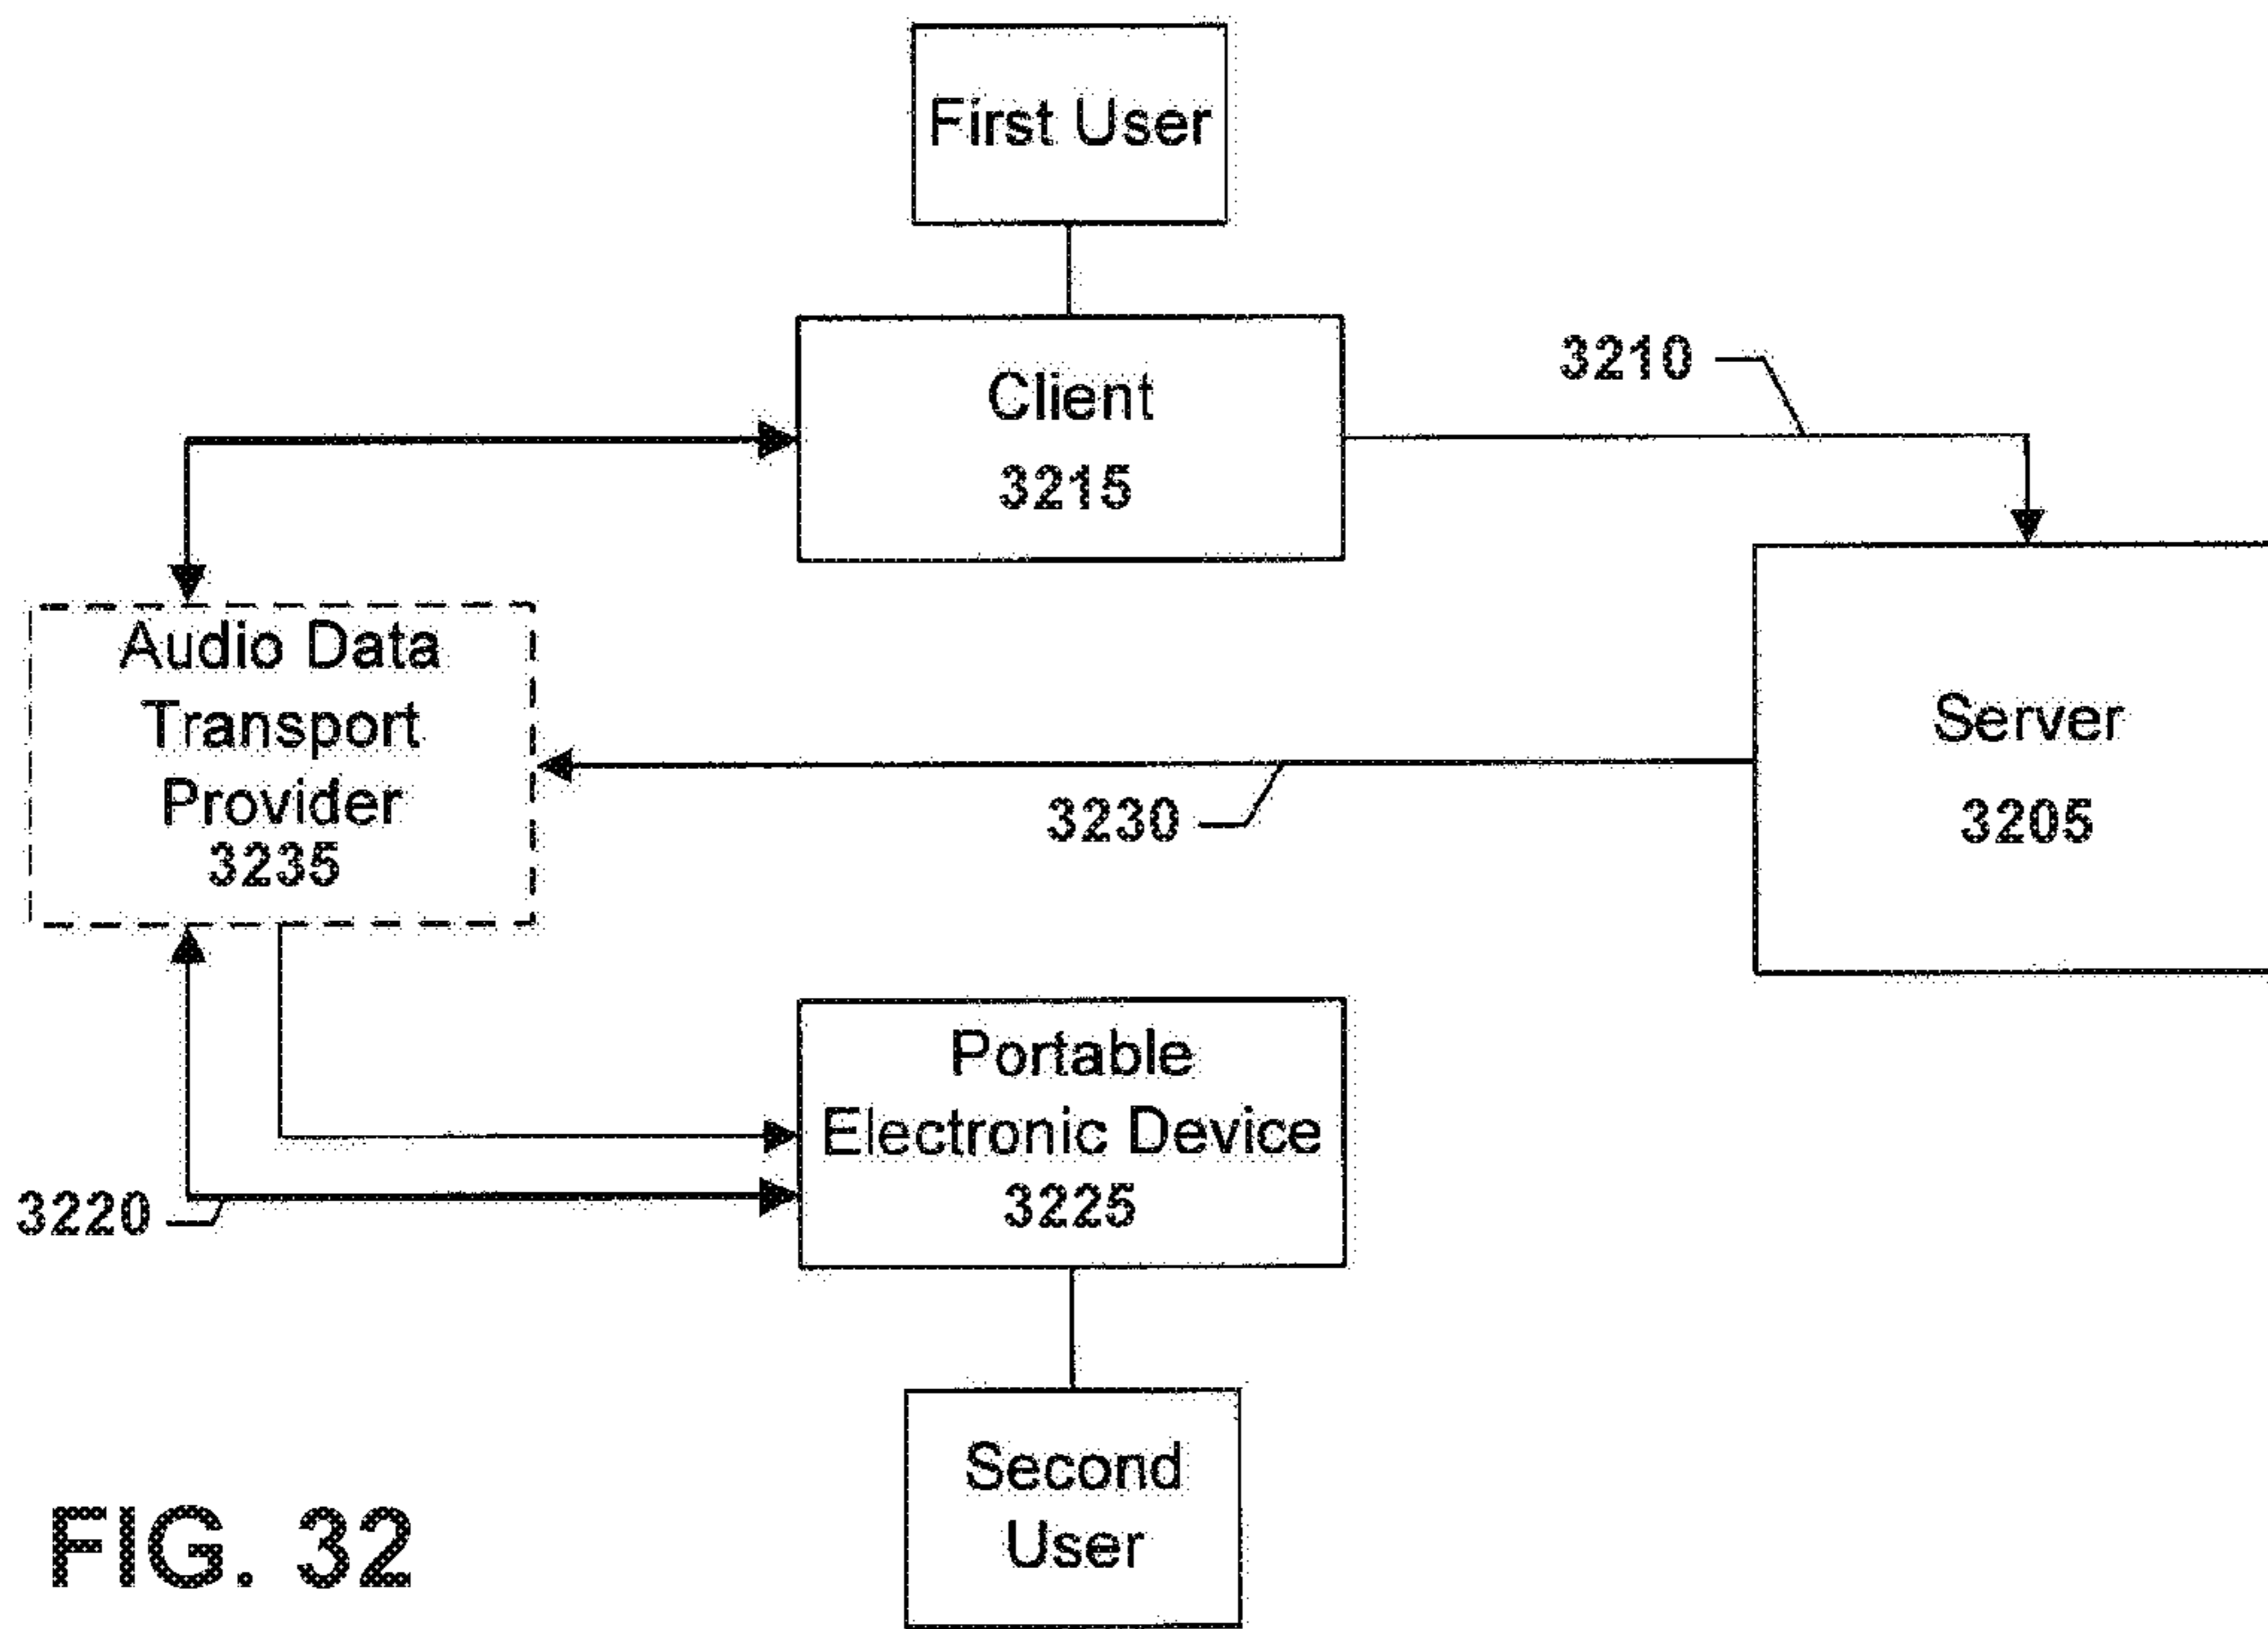 First User
Client
3215
3210
Audio Data
Transport
Provider
3235
Server
3205
3230
Portable
Electronic Device
3225
3220
Second
User
FIG. 32